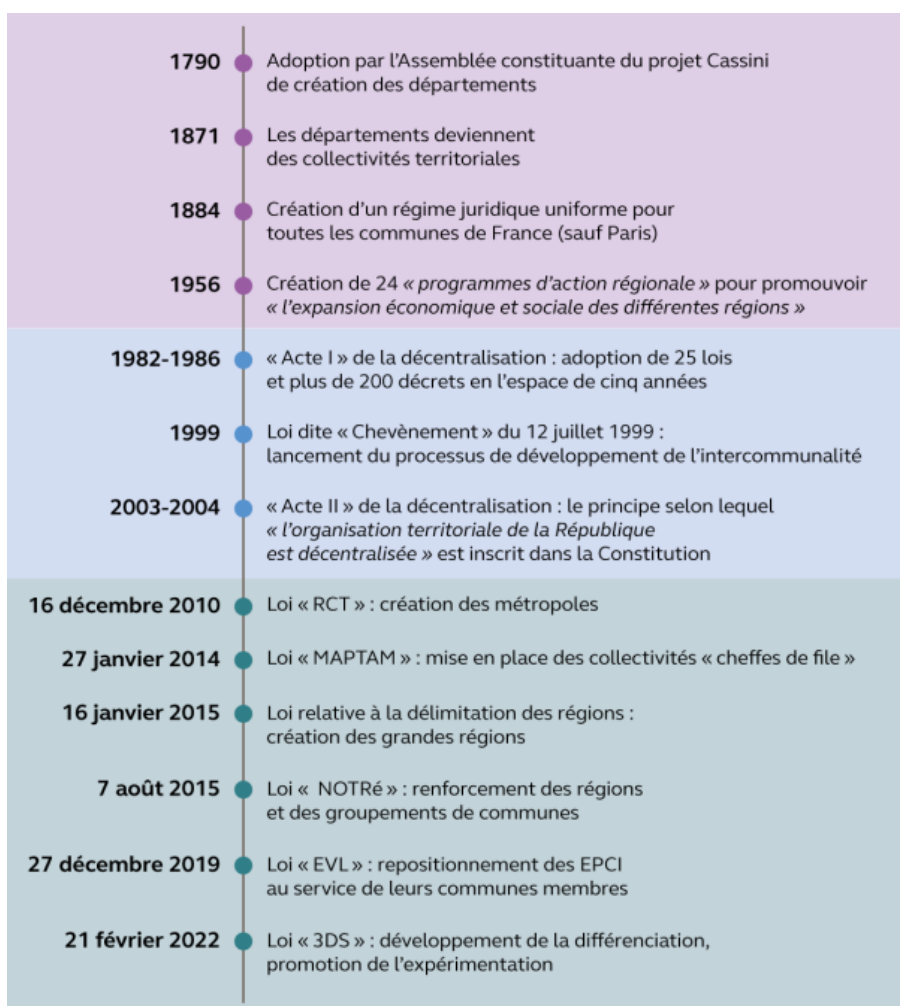 1790
Adoption par l’Assemblée constituante du projet Cassini
de création des départements
1871
Les départements deviennent
des collectivités territoriales
1884
Création d’un régime juridique uniforme pour
toutes les communes de France (sauf Paris)
1956
Création de 24 « programmes d’action régionale » pour promouvoir
« l’expansion économique et sociale des différentes régions »
1982-1986
« Acte I » de la décentralisation : adoption de 25 lois
et plus de 200 décrets en l’espace de cinq années
1999
Loi dite « Chevènement » du 12 juillet 1999 :
lancement du processus de développement de l’intercommunalité
2003-2004
« Acte II » de la décentralisation : le principe selon lequel
« l’organisation territoriale de la République
est décentralisée » est inscrit dans la Constitution
16 décembre 2010
Loi « RCT » : création des métropoles
27 janvier 2014
Loi « MAPTAM » : mise en place des collectivités « cheffes de file »
16 janvier 2015
Loi relative à la délimitation des régions :
création des grandes régions
7 août 2015
Loi « NOTRé » : renforcement des régions
et des groupements de communes
27 décembre 2019
Loi « EVL » : repositionnement des EPCI
au service de leurs communes membres
21 février 2022
Loi « 3DS » : développement de la différenciation,
promotion de l’expérimentation